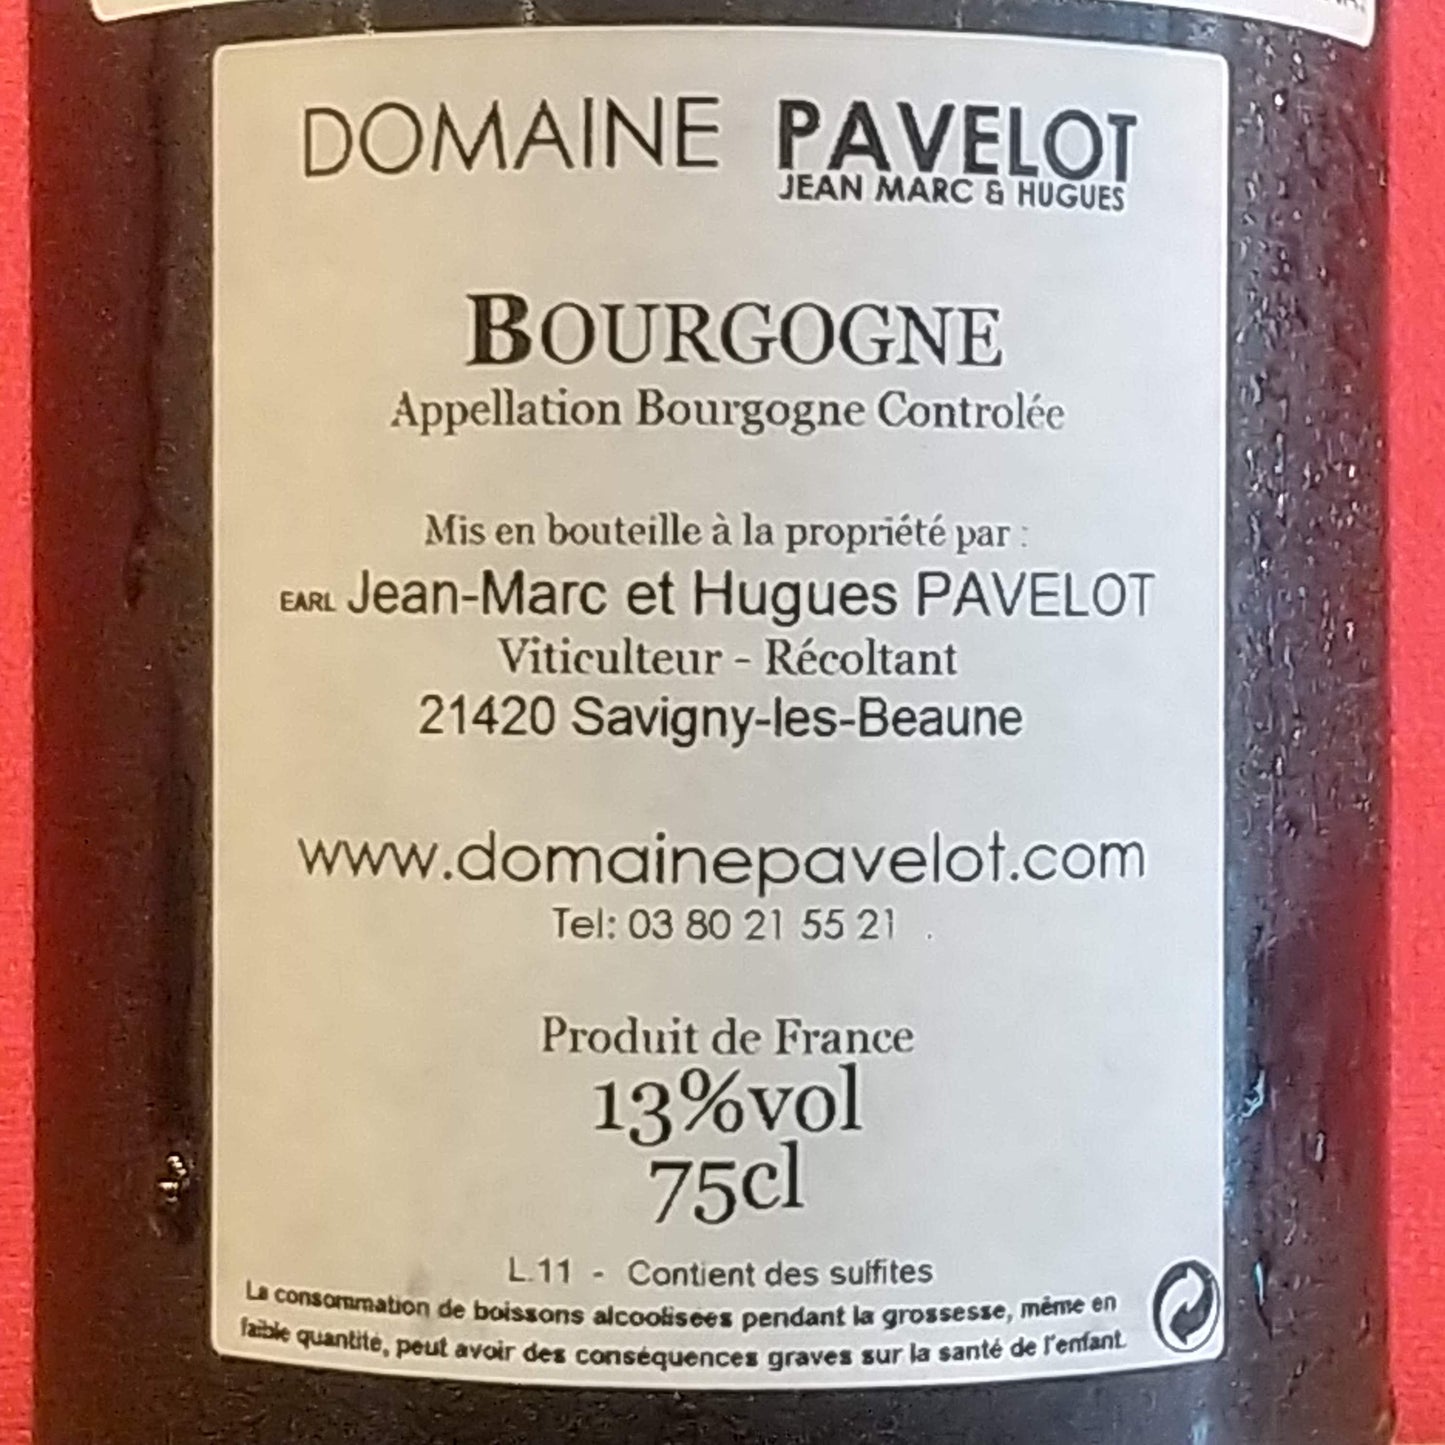 DOMAINE PAVELOT
JEAN MARC & HUGUES
BOURGOGNE
Appellation Bourgogne Controlée
Mis en bouteille à la propriété par :
EARL Jean-Marc et Hugues PAVELOT
Viticulteur - Récoltant
21420 Savigny-les-Beaune
www.domainepavelot.com
Tel: 03 80 21 55 21 .
Produit de France
13%vol
75cl
L.11 - Contient des sulfites
La consommation de boissons alcoolisées pendant la grossesse, même en
faible quantité, peut avoir des conséquences graves sur la santé de l'enfant.